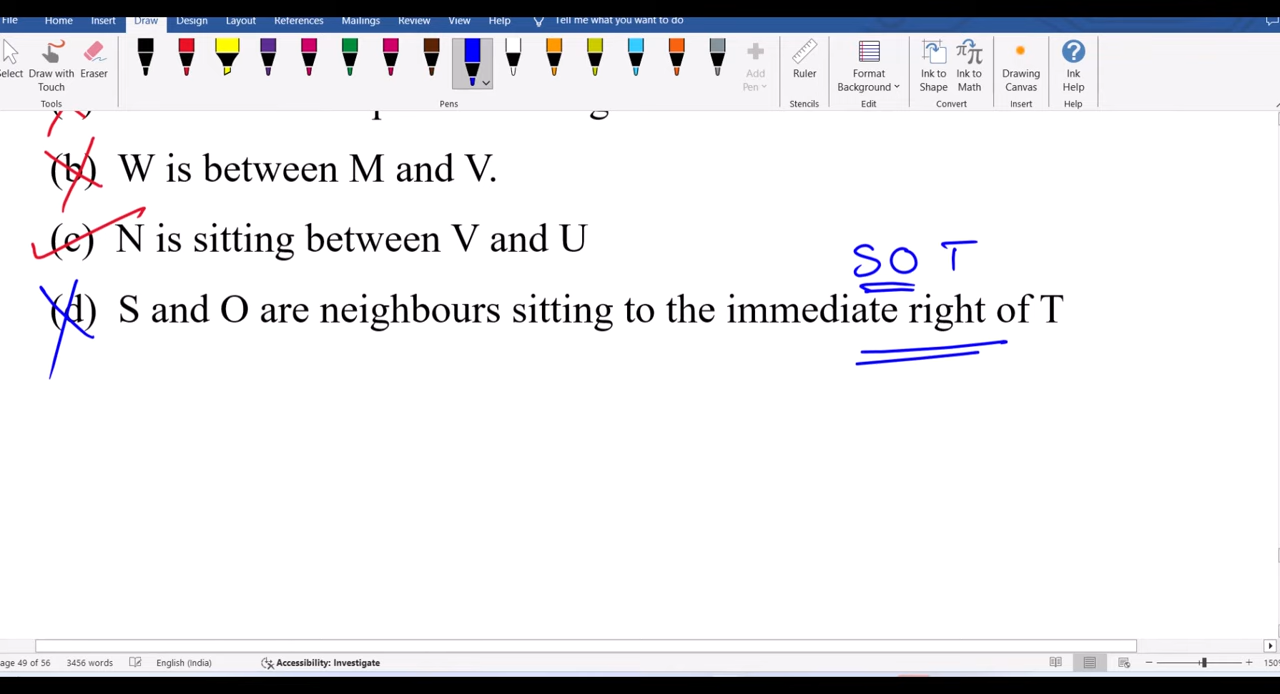 File Home Insert Draw Design Layout References Mailings Review View Help Tell me what you want to do
Select Draw with Touch Eraser Add Pen Ruler Format Background Ink to Shape Ink to Math Drawing Canvas Ink Help
Tools Pens Stencils Edit Convert Insert Help
(b) W is between M and V.
(c) N is sitting between V and U
S O T
(d) S and O are neighbours sitting to the immediate right of T
age 49 of 56 3456 words English (India) Accessibility: Investigate 150%